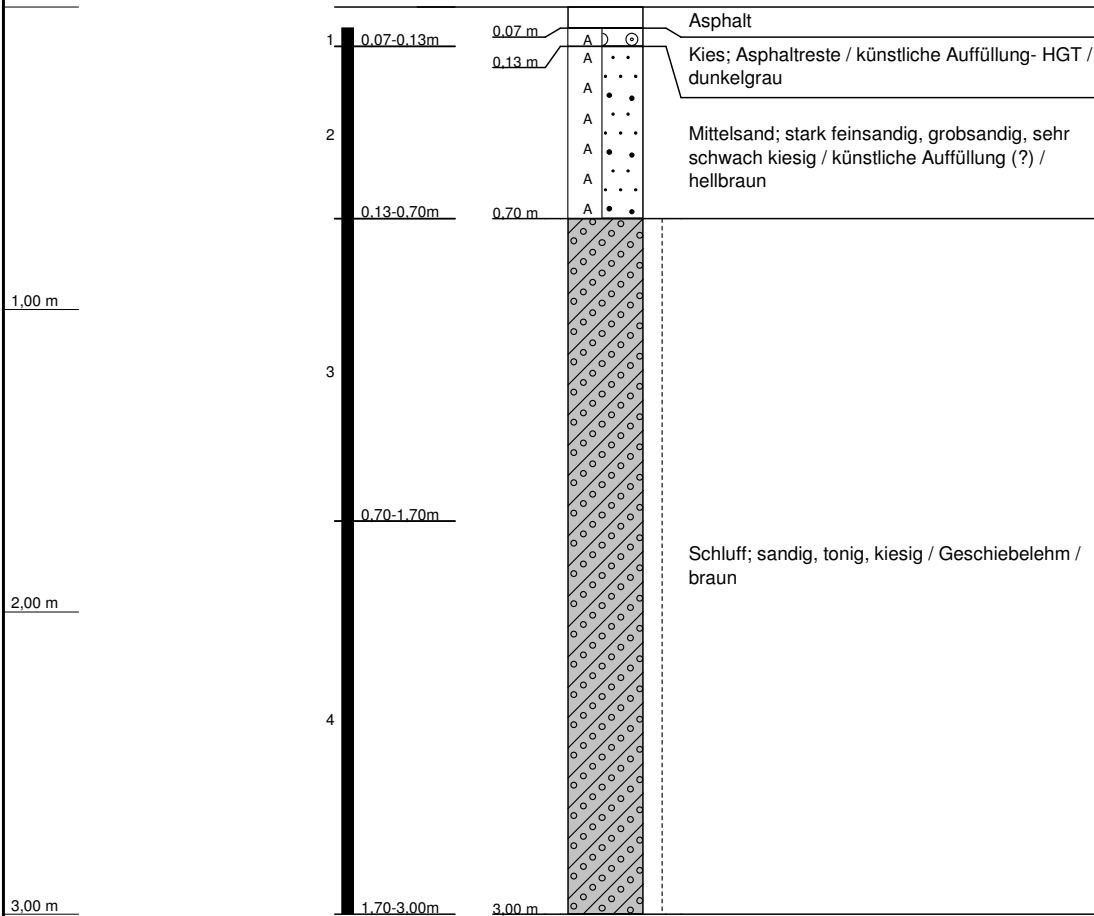 Asphalt
0,07 m
1
0.07-0.13m
A
0,13 m
Kies; Asphaltreste / künstliche Auffüllung- HGT /
dunkelgrau
A
A
A
2
Mittelsand; stark feinsandig, grobsandig, sehr
schwach kiesig / künstliche Auffüllung (?) /
hellbraun
A
A
A
0.13-0.70m
0,70 m
1,00 m
3
0.70-1.70m
Schluff; sandig, tonig, kiesig / Geschiebelehm /
braun
2,00 m
4
3,00 m
1.70-3.00m
3,00 m